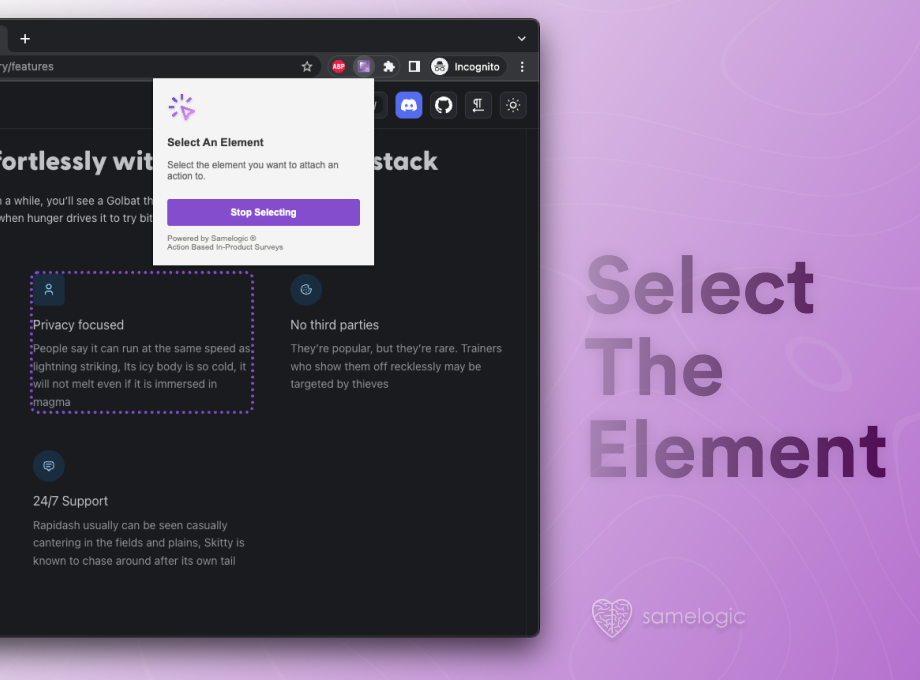 ry/features
ABP
Incognito
Select An Element
Select the element you want to attach an
action to.
Stop Selecting
Powered by Samelogic ®
Action Based In-Product Surveys
fortlessly wit
stack
n a while, you'll see a Golbat th
when hunger drives it to try bit
Privacy focused
People say it can run at the same speed as
lightning striking, Its icy body is so cold, it
will not melt even if it is immersed in
magma
No third parties
They're popular, but they're rare. Trainers
who show them off recklessly may be
targeted by thieves
24/7 Support
Rapidash usually can be seen casually
cantering in the fields and plains, Skitty is
known to chase around after its own tail
Select
The
Element
samelogic